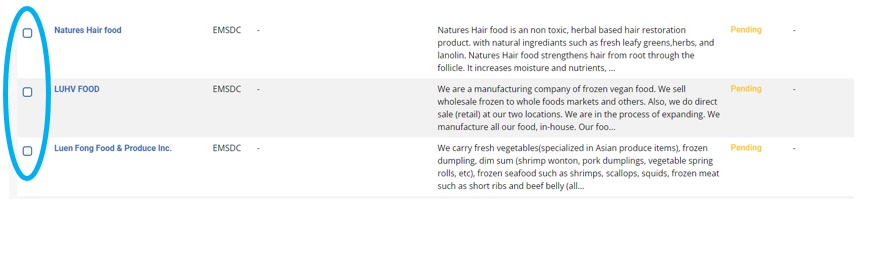 Natures Hair food EMSDC - Natures Hair food is an non toxic, herbal based hair restoration Pending -
product. with natural ingrediants such as fresh leafy greens,herbs, and
lanolin. Natures Hair food strengthens hair from root through the
follicle. It increases moisture and nutrients, ...
LUHV FOOD EMSDC - We are a manufacturing company of frozen vegan food. We sell Pending -
wholesale frozen to whole foods markets and others. Also, we do direct
sale (retail) at our two locations. We are in the process of expanding. We
manufacture all our food, in-house. Our foo...
Luen Fong Food & Produce Inc. EMSDC - We carry fresh vegetables(specialized in Asian produce items), frozen Pending -
dumpling, dim sum (shrimp wonton, pork dumplings, vegetable spring
rolls, etc), frozen seafood such as shrimps, scallops, squids, frozen meat
such as short ribs and beef belly (all...